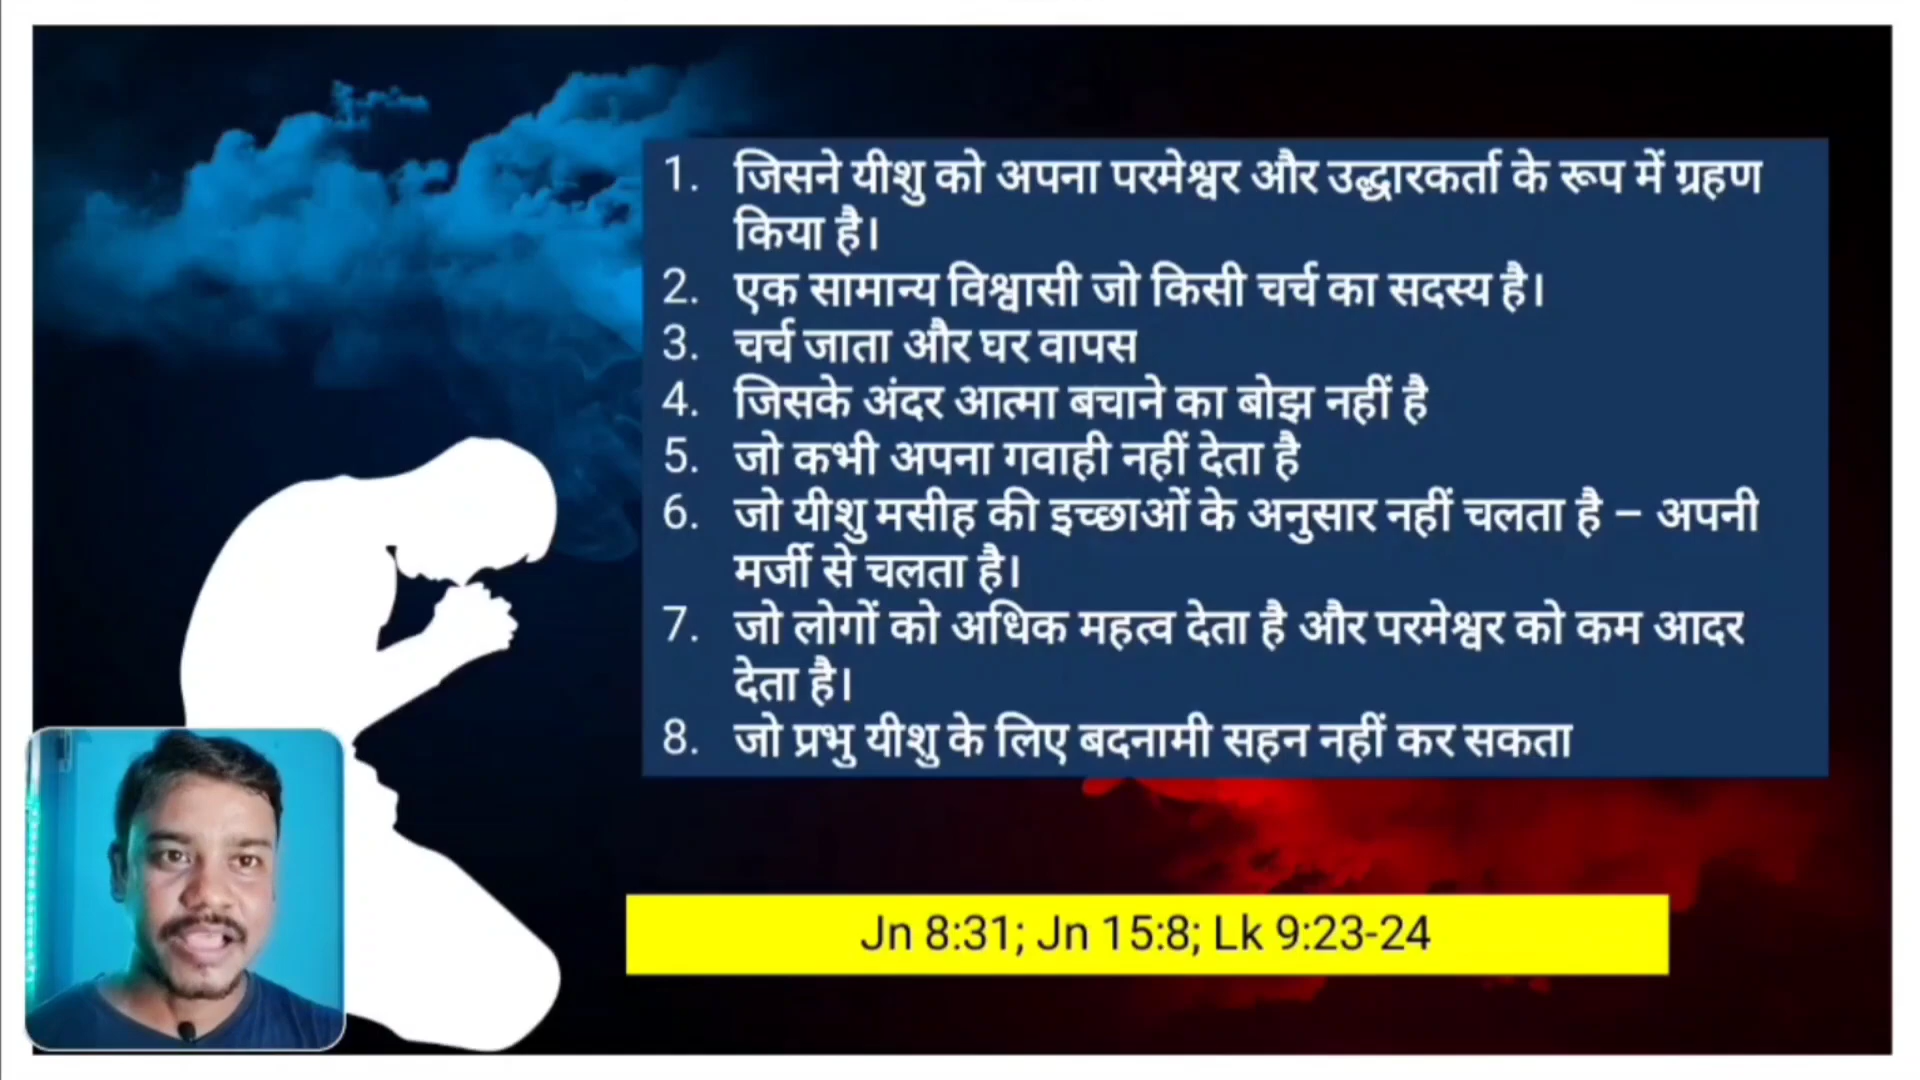 1. जिसने यीशु को अपना परमेश्वर और उद्धारकर्ता के रूप में ग्रहण
किया है।
2. एक सामान्य विश्वासी जो किसी चर्च का सदस्य है।
3. चर्च जाता और घर वापस
4. जिसके अंदर आत्मा बचाने का बोझ नहीं है
5. जो कभी अपना गवाही नहीं देता है
6. जो यीशु मसीह की इच्छाओं के अनुसार नहीं चलता है – अपनी
मर्जी से चलता है।
7. जो लोगों को अधिक महत्व देता है और परमेश्वर को कम आदर
देता है।
8. जो प्रभु यीशु के लिए बदनामी सहन नहीं कर सकता
Jn 8:31; Jn 15:8; Lk 9:23-24